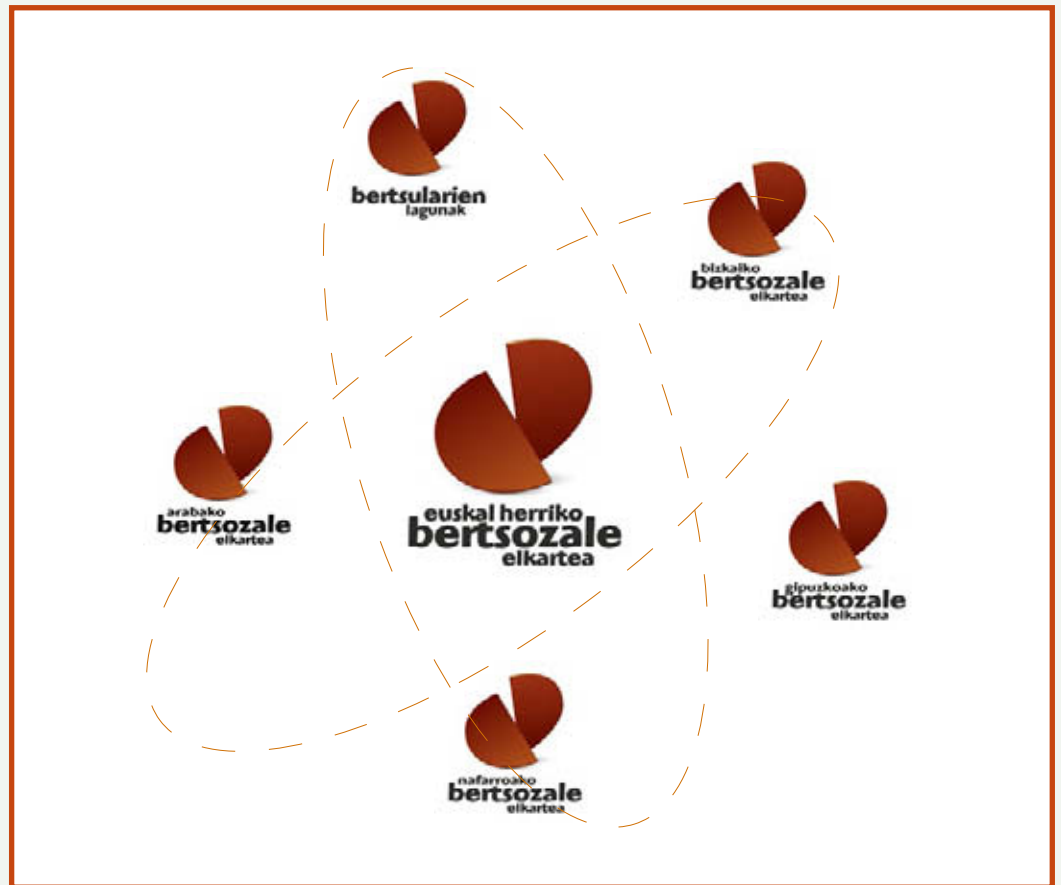 bertsularien
lagunak
bizkaiko
bertsozale
elkartea
euskal herriko
bertsozale
elkartea
arabako
bertsozale
elkartea
gipuzkoako
bertsozale
elkartea
nafarroako
bertsozale
elkartea